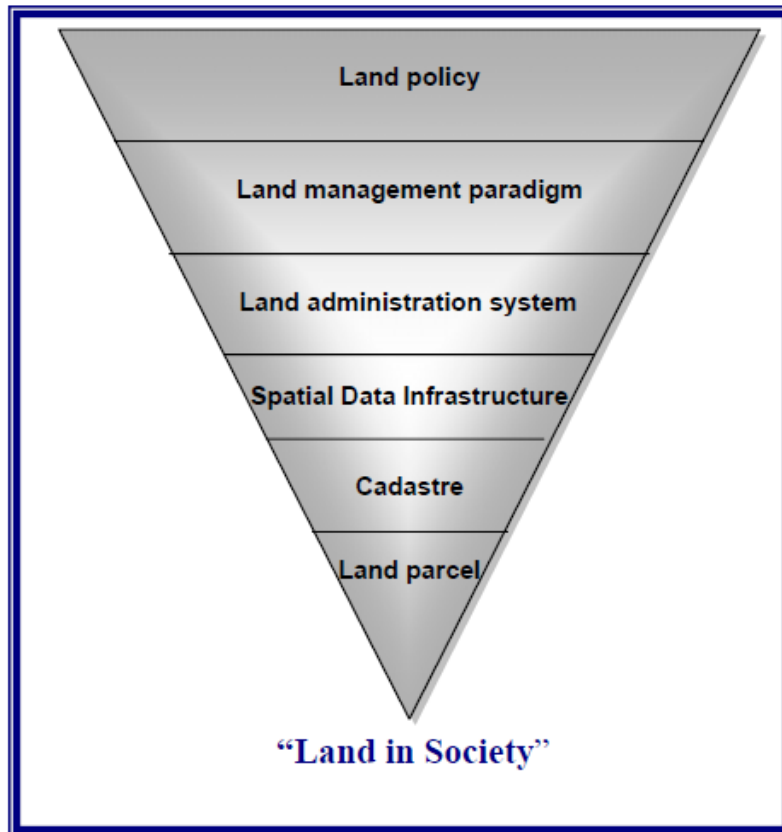 Land policy
Land management paradigm
Land administration system
Spatial Data Infrastructure
Cadastre
Land parcel
“Land in Society”